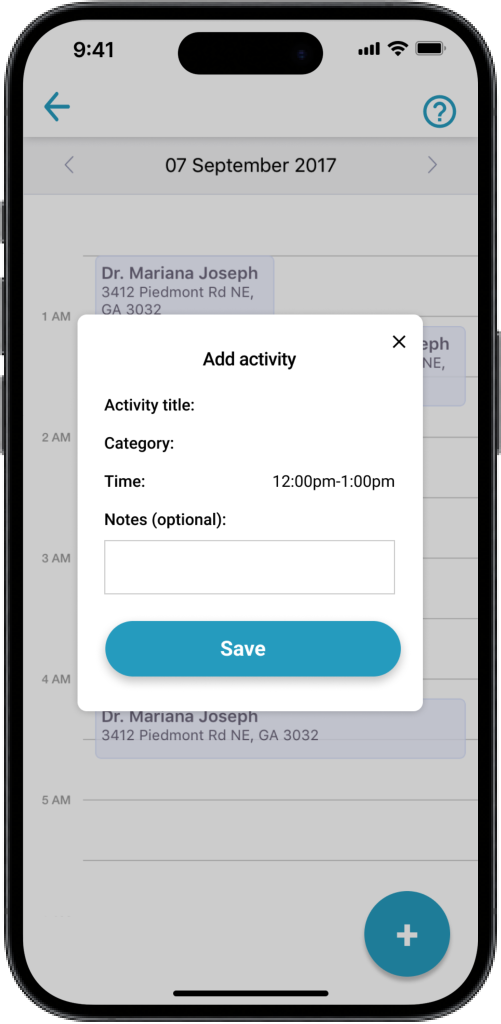 9:41
?
07 September 2017
Dr. Mariana Joseph
3412 Piedmont Rd NE,
GA 3032
1 AM
eph
NE,
Add activity
Activity title:
Category:
2 AM
Time: 12:00pm-1:00pm
Notes (optional):
3 AM
Save
4 AM
Dr. Mariana Joseph
3412 Piedmont Rd NE, GA 3032
5 AM
+